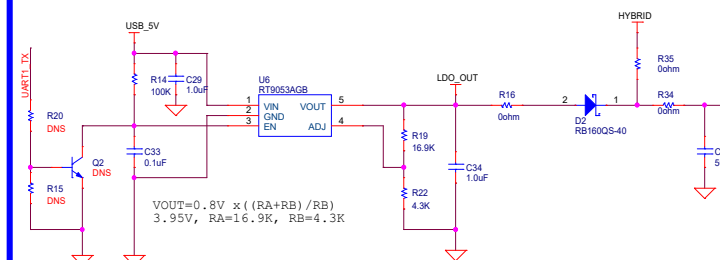 HYBRID
USB_5V
UART1_TX
R35
0ohm
U6
RT9053AGB
R14
100K
C29
1.0uF
LDO_OUT
R16
0ohm
R34
0ohm
1
2
3
VIN
GND
EN
VOUT
ADJ
5
4
2
1
D2
RB160QS-40
R20
DNS
R19
16.9K
C33
0.1uF
Q2
DNS
C34
1.0uF
R15
DNS
R22
4.3K
C
5
VOUT=0.8V x((RA+RB)/RB)
3.95V, RA=16.9K, RB=4.3K